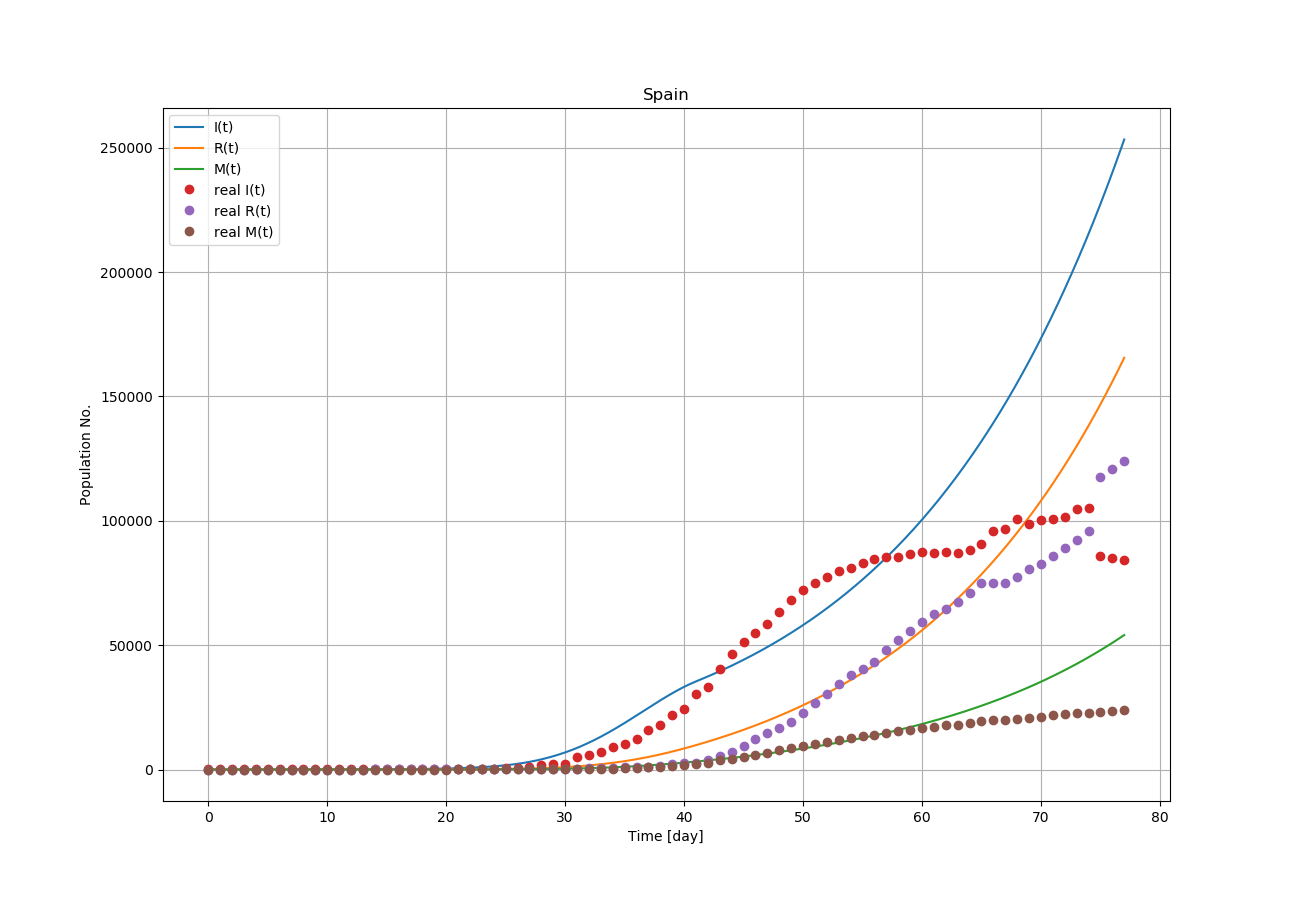 Spain
I(t)
R(t)
M(t)
real I(t)
real R(t)
real M(t)
250000
200000
150000
100000
50000
0
Population No.
0 10 20 30 40 50 60 70 80
Time [day]